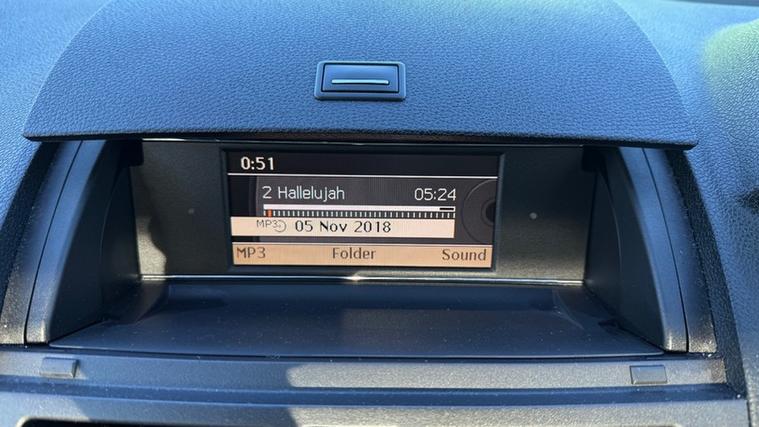 0:51
2 Hallelujah 05:24
MP3 05 Nov 2018
MP3 Folder Sound